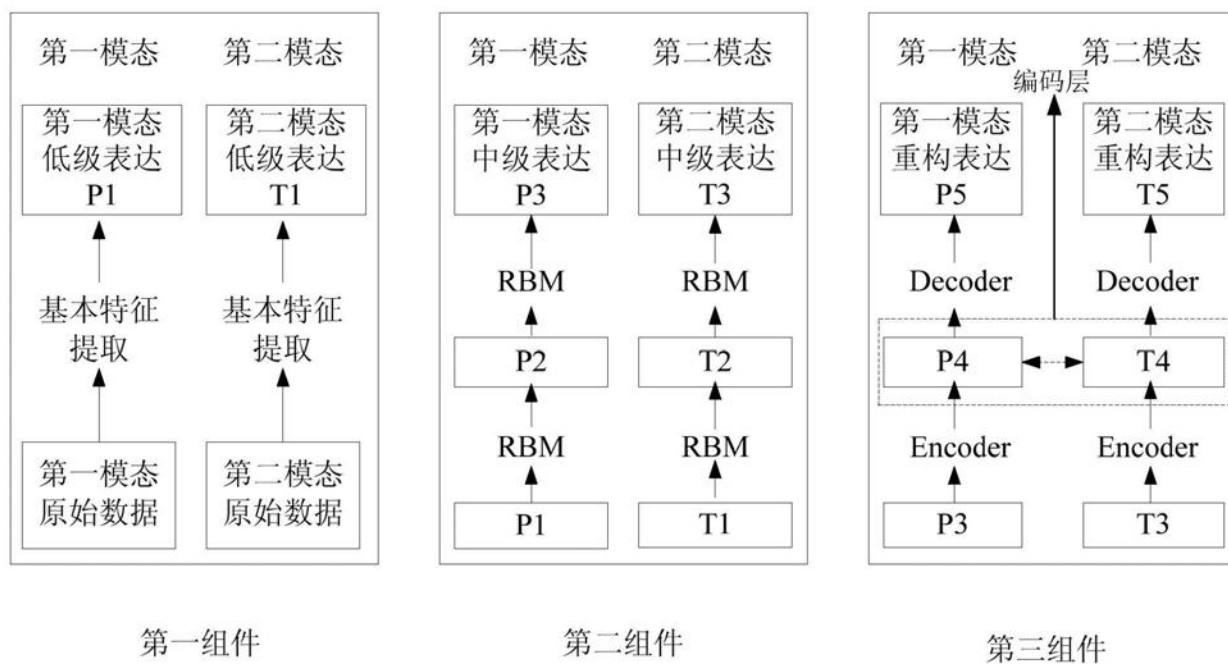 第一模态
第二模态
第一模态
低级表达
P1
第二模态
低级表达
T1
基本特征
提取
基本特征
提取
第一模态
原始数据
第二模态
原始数据
第一组件
第一模态
第二模态
第一模态
中级表达
P3
第二模态
中级表达
T3
RBM
RBM
P2
T2
RBM
RBM
P1
T1
第二组件
第一模态
第二模态
编码层
第一模态
重构表达
P5
第二模态
重构表达
T5
Decoder
Decoder
P4
T4
Encoder
Encoder
P3
T3
第三组件